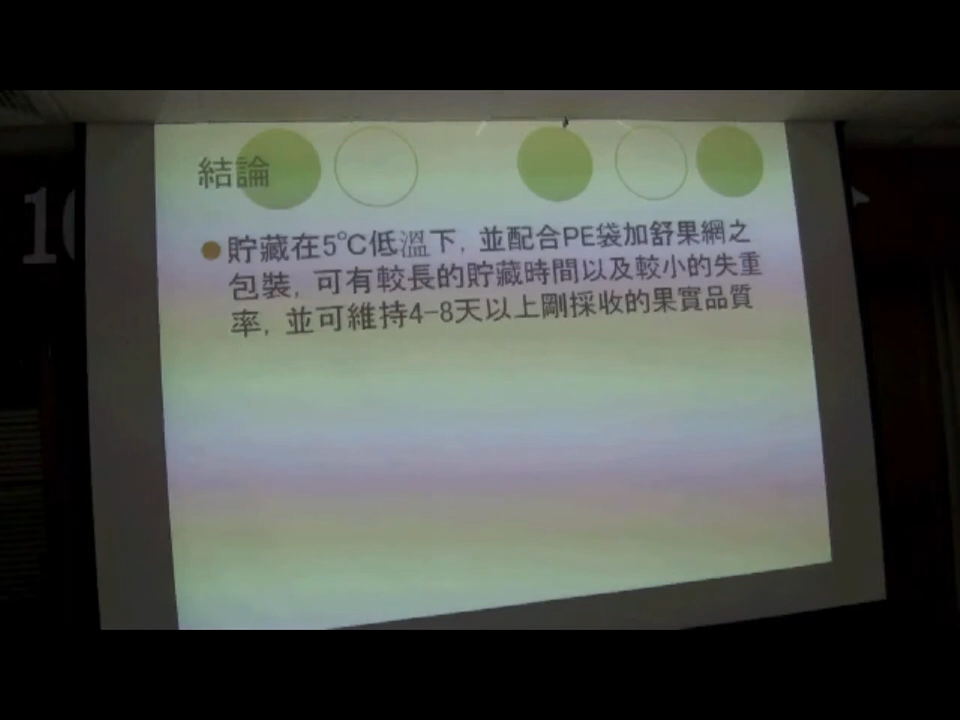 結論
貯藏在5℃低溫下, 並配合PE袋加舒果網之
包裝, 可有較長的貯藏時間以及較小的失重
率, 並可維持4-8天以上剛採收的果實品質